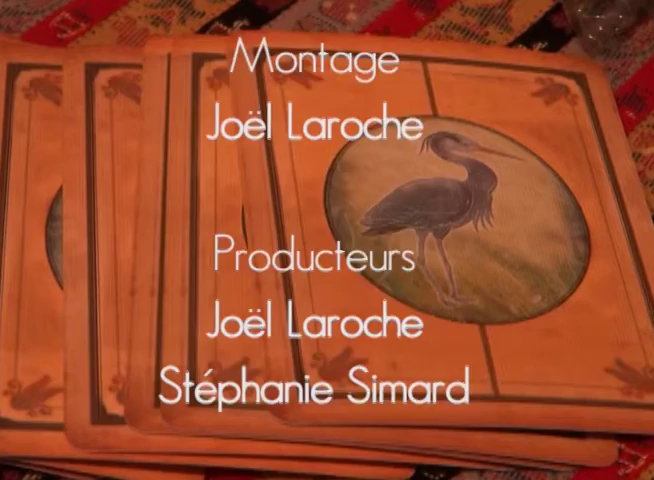 Montage
Joël Laroche
Producteurs
Joël Laroche
Stéphanie Simard